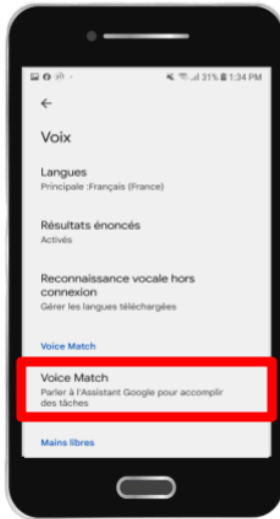 31% 1:34 PM
Voix
Langues
Principale :Français (France)
Résultats énoncés
Activés
Reconnaissance vocale hors
connexion
Gérer les langues téléchargées
Voice Match
Voice Match
Parler à l'Assistant Google pour accomplir
des tâches
Mains libres